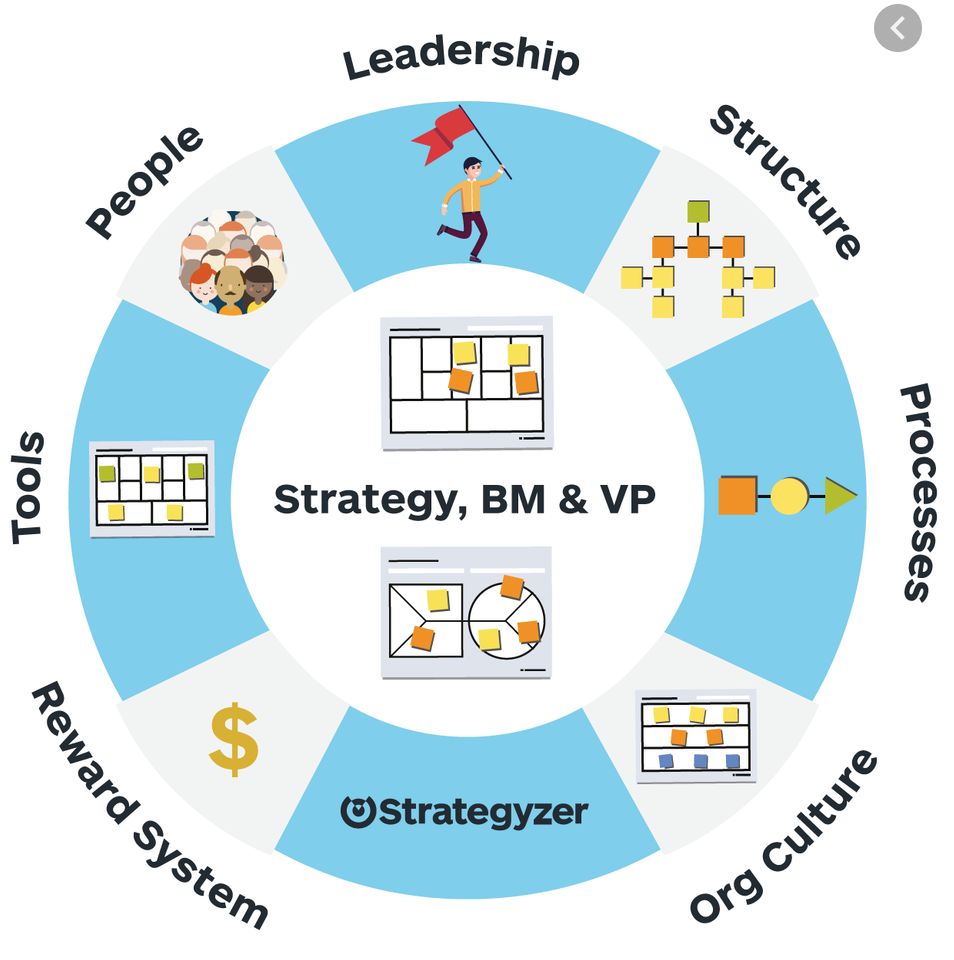 Leadership
Structure
Processes
Org Culture
Strategyzer
Reward System
Tools
People
Strategy, BM & VP